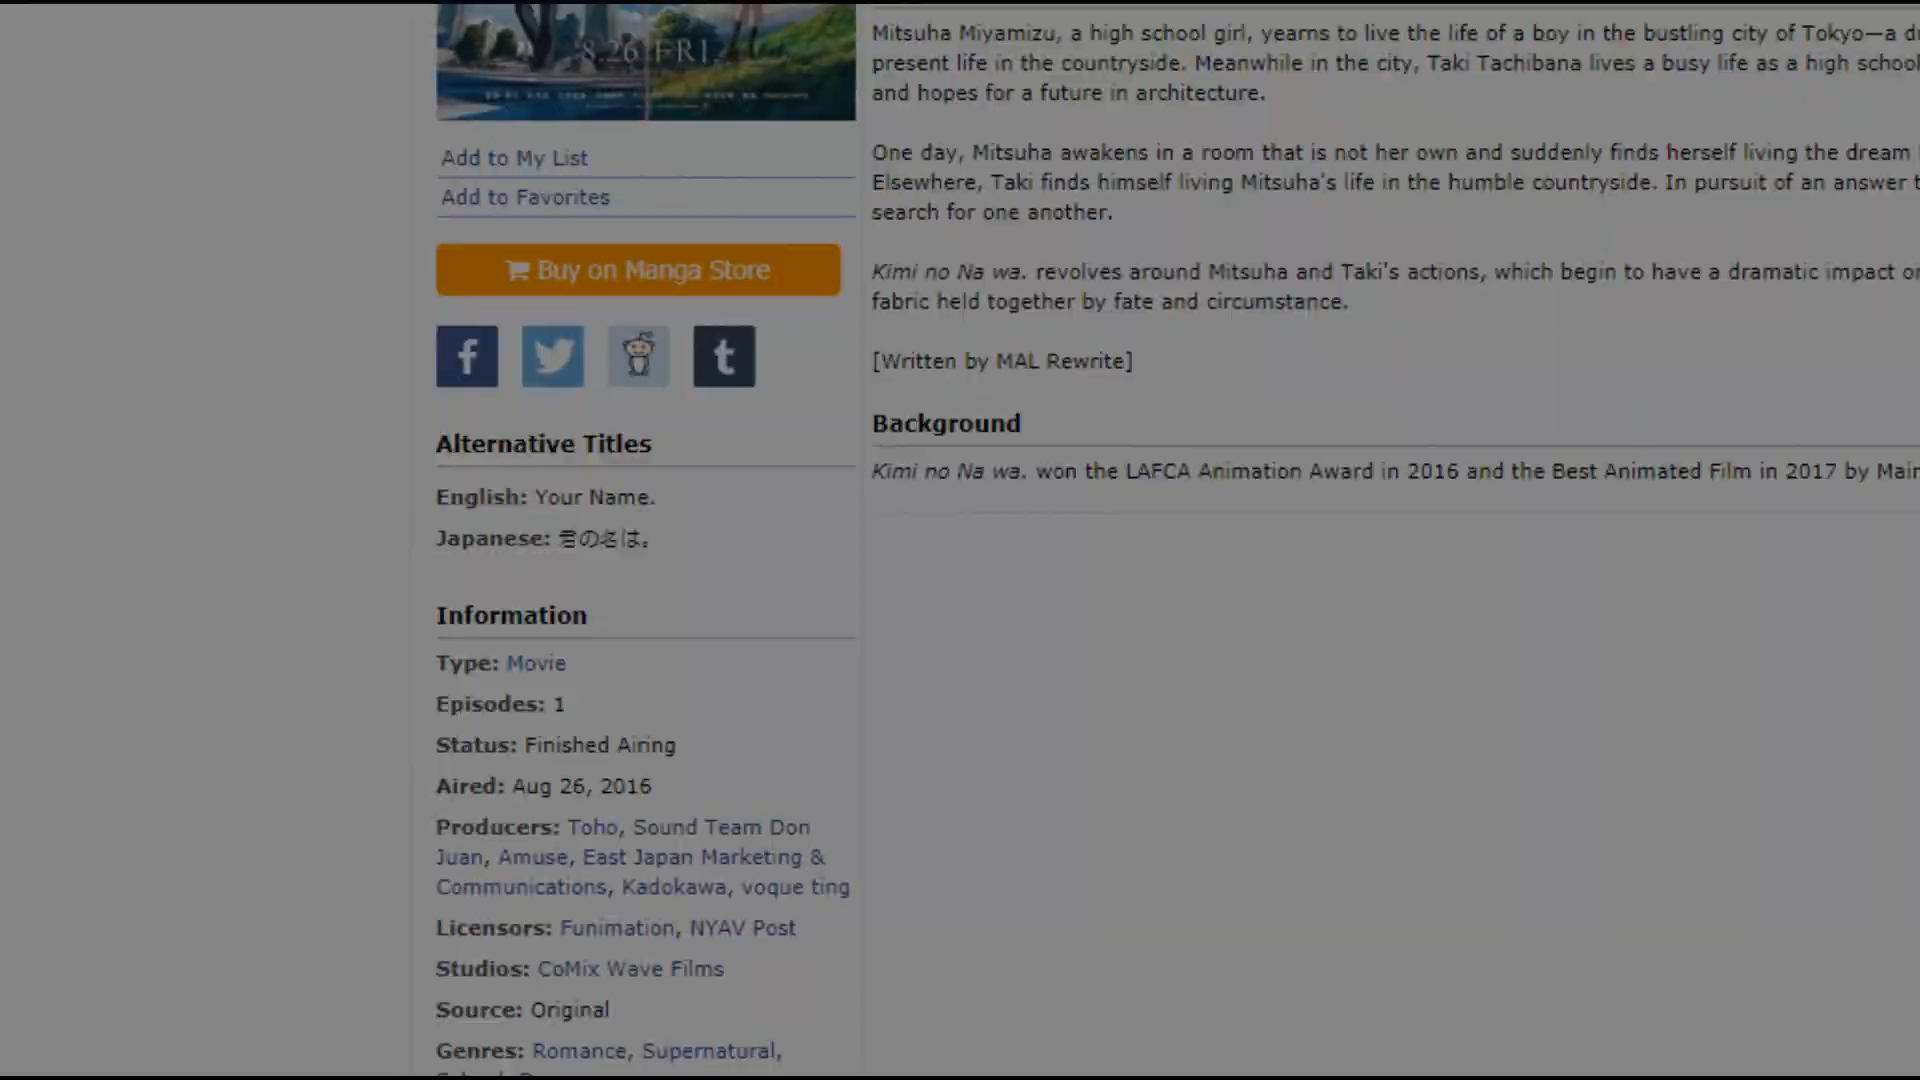 8.26 FRI.
Add to My List
Add to Favorites
Buy on Manga Store
Alternative Titles
English: Your Name.
Japanese: 君の名は。
Information
Type: Movie
Episodes: 1
Status: Finished Airing
Aired: Aug 26, 2016
Producers: Toho, Sound Team Don
Juan, Amuse, East Japan Marketing &
Communications, Kadokawa, voque ting
Licensors: Funimation, NYAV Post
Studios: CoMix Wave Films
Source: Original
Genres: Romance, Supernatural,
Mitsuha Miyamizu, a high school girl, yearns to live the life of a boy in the bustling city of Tokyo—a
present life in the countryside. Meanwhile in the city, Taki Tachibana lives a busy life as a high school
and hopes for a future in architecture.
One day, Mitsuha awakens in a room that is not her own and suddenly finds herself living the dream
Elsewhere, Taki finds himself living Mitsuha's life in the humble countryside. In pursuit of an answer
search for one another.
Kimi no Na wa. revolves around Mitsuha and Taki's actions, which begin to have a dramatic impact
fabric held together by fate and circumstance.
[Written by MAL Rewrite]
Background
Kimi no Na wa. won the LAFCA Animation Award in 2016 and the Best Animated Film in 2017 by